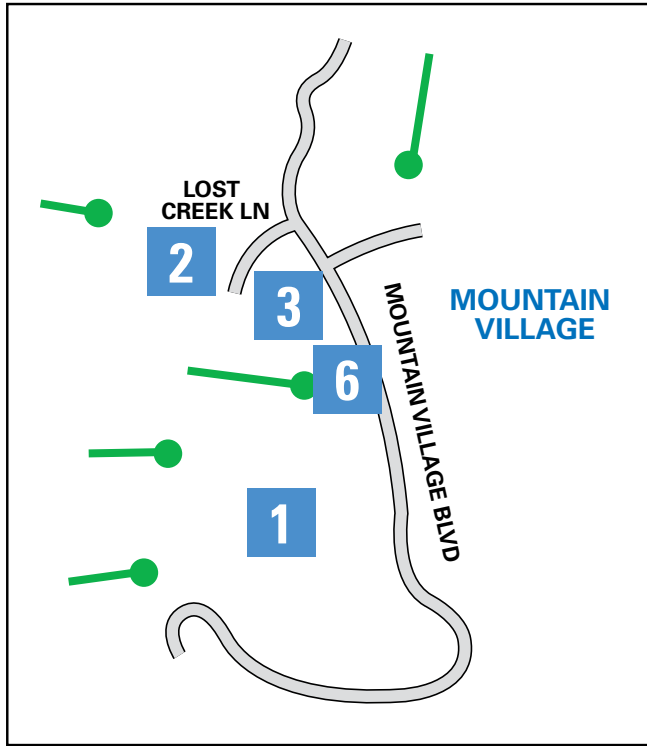 LOST
CREEK LN
2
3
MOUNTAIN
VILLAGE
6
MOUNTAIN VILLAGE BLVD
1